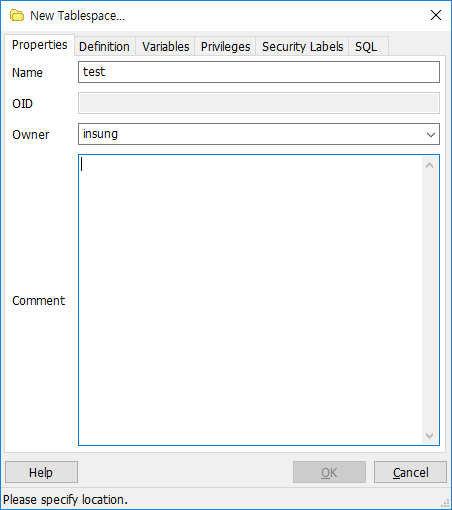 New Tablespace...
Properties Definition Variables Privileges Security Labels SQL
Name test
OID
Owner insung
Comment
Help OK Cancel
Please specify location.